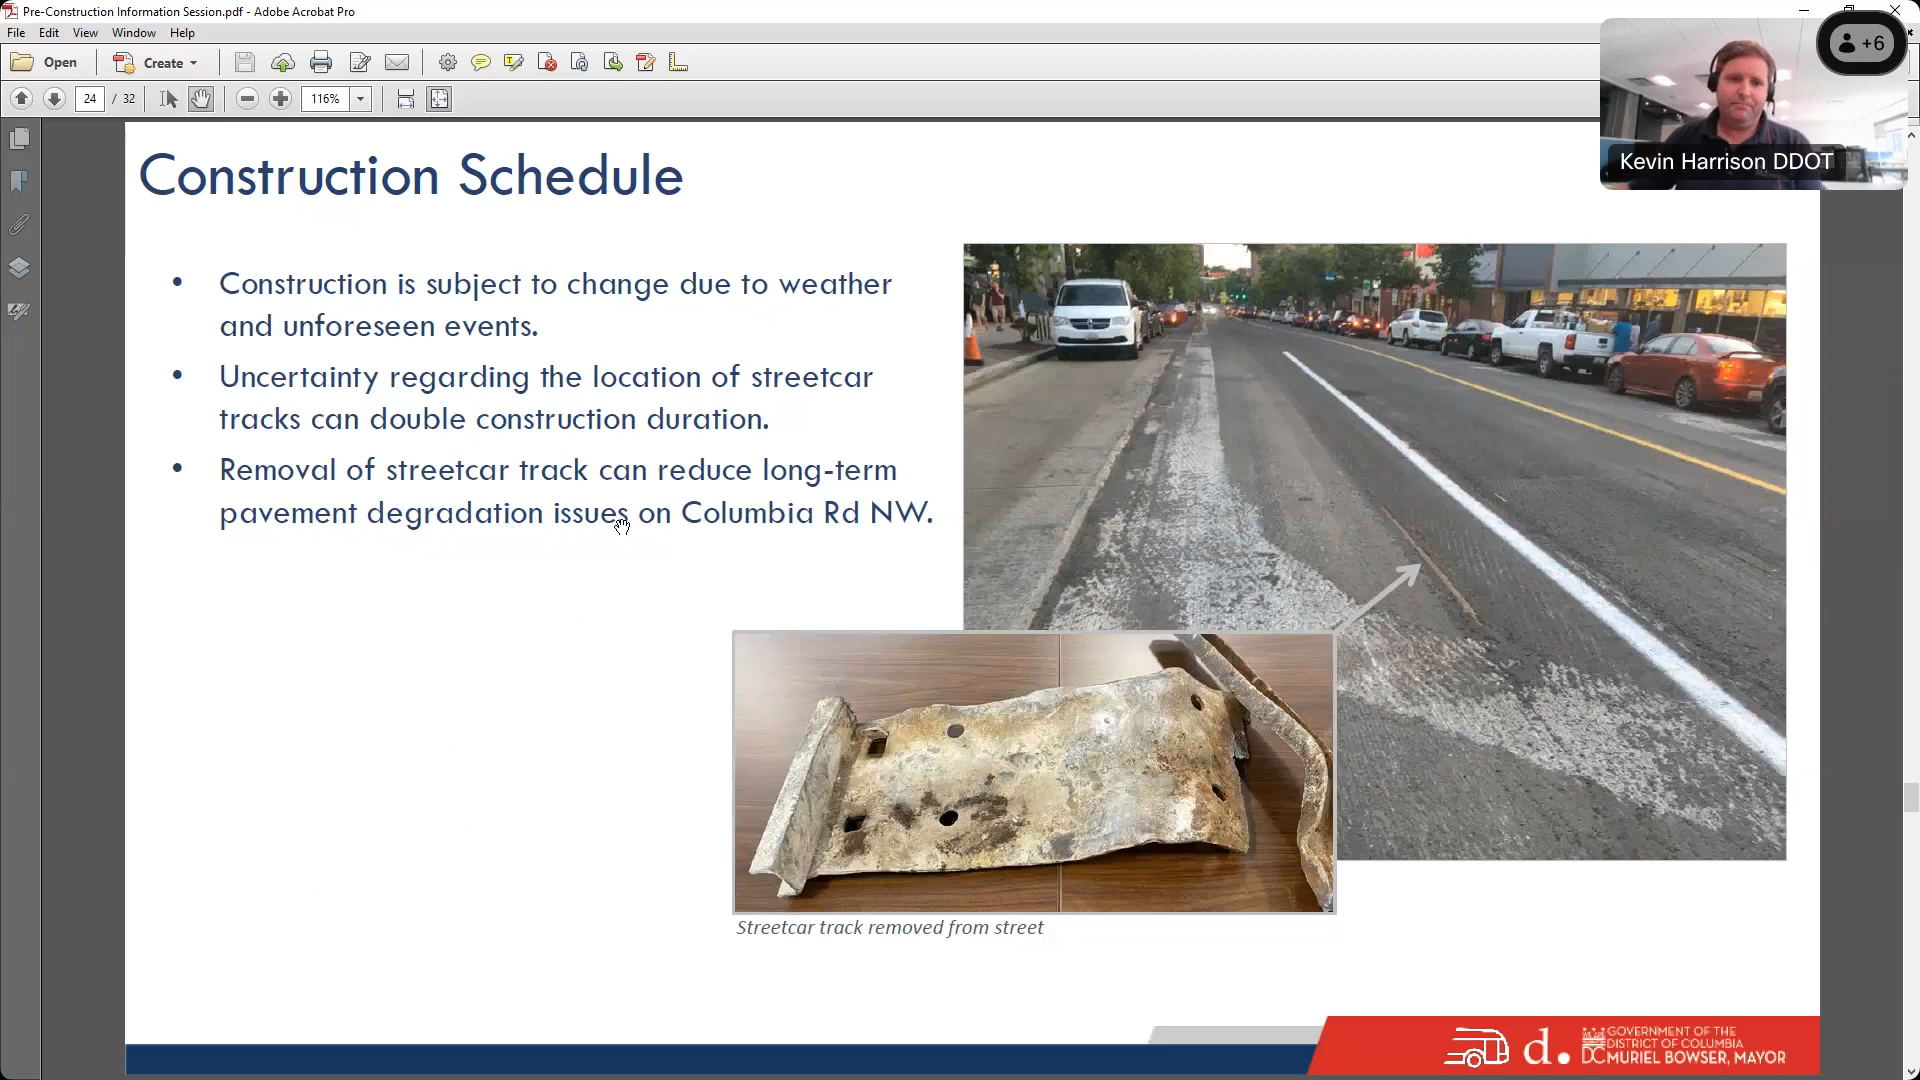 Pre-Construction Information Session.pdf - Adobe Acrobat Pro
File Edit View Window Help
Open Create
24 / 32 116%
+6
Kevin Harrison DDOT
Construction Schedule
• Construction is subject to change due to weather
and unforeseen events.
• Uncertainty regarding the location of streetcar
tracks can double construction duration.
• Removal of streetcar track can reduce long-term
pavement degradation issues on Columbia Rd NW.
Streetcar track removed from street
d.
WE ARE
DC
GOVERNMENT OF THE
DISTRICT OF COLUMBIA
MURIEL BOWSER, MAYOR